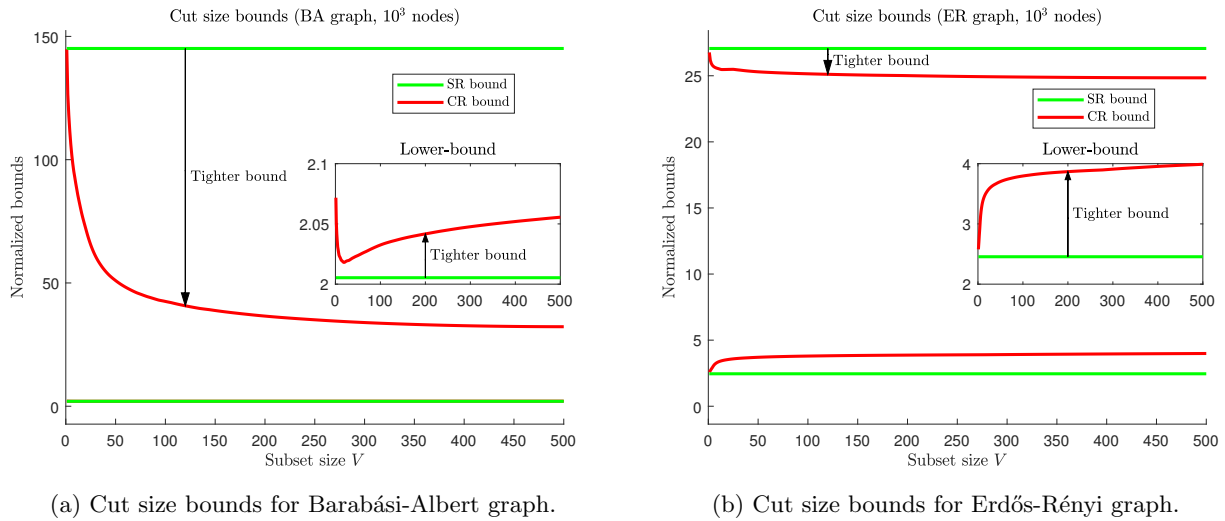 Cut size bounds (BA graph, 10³ nodes)
150
100
50
0
Normalized bounds
SR bound
CR bound
Tighter bound
Lower-bound
2.1
2.05
2
Tighter bound
0 100 200 300 400 500
0 50 100 150 200 250 300 350 400 450 500
Subset size V
(a) Cut size bounds for Barabási-Albert graph.
Cut size bounds (ER graph, 10³ nodes)
25
20
15
10
5
0
Normalized bounds
Tighter bound
SR bound
CR bound
Lower-bound
4
3
2
Tighter bound
0 100 200 300 400 500
0 50 100 150 200 250 300 350 400 450 500
Subset size V
(b) Cut size bounds for Erdős-Rényi graph.